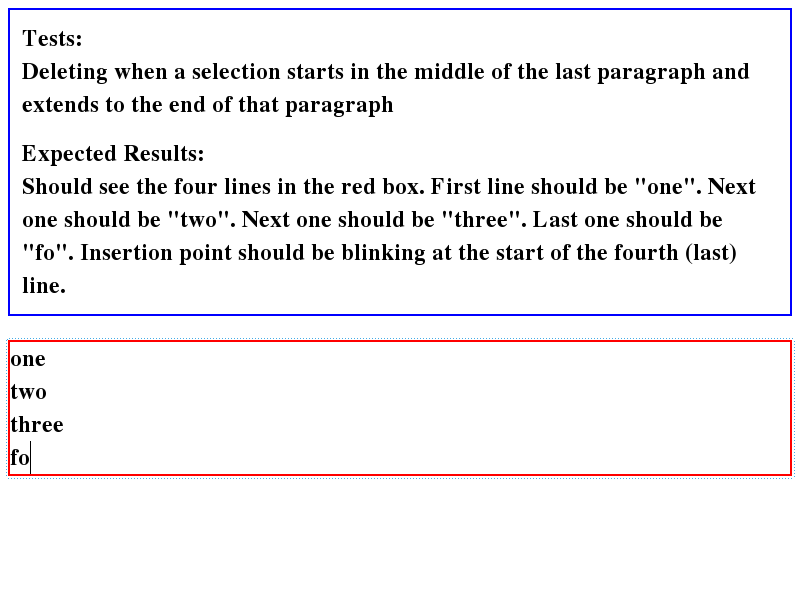 Tests:
Deleting when a selection starts in the middle of the last paragraph and
extends to the end of that paragraph
Expected Results:
Should see the four lines in the red box. First line should be "one". Next
one should be "two". Next one should be "three". Last one should be
"fo". Insertion point should be blinking at the start of the fourth (last)
line.
one
two
three
fo